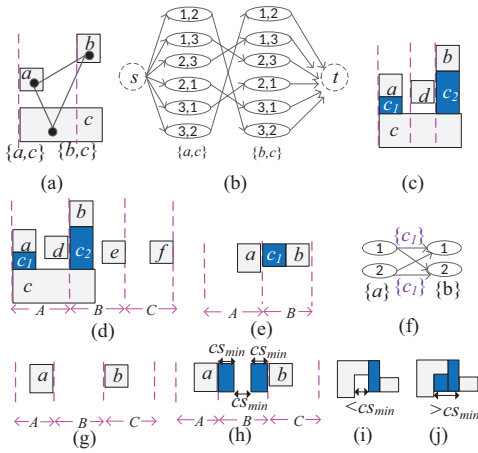 b
a
c
{a,c} {b,c}
(a)
s
1,2 1,2
1,3 1,3
2,3 2,3
2,1 2,1
3,1 3,1
3,2 3,2
t
{a,c} {b,c}
(b)
b
a
c1
d
c2
c
(c)
b
a
c1
d
c2
e
f
c
A B C
(d)
a c1 b
A B
(e)
{c1}
1 1
2 2
{a} {c1} {b}
(f)
a b
A B C
(g)
csmin csmin
a b
csmin
A B C
(h)
<csmin
(i)
>csmin
(j)